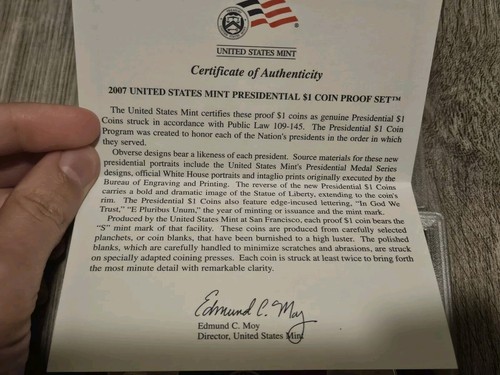 UNITED STATES MINT
Certificate of Authenticity
2007 UNITED STATES MINT PRESIDENTIAL $1 COIN PROOF SET™
The United States Mint certifies these proof $1 coins as genuine Presidential $1
Coins struck in accordance with Public Law 109-145. The Presidential $1 Coin
Program was created to honor each of the Nation's presidents in the order in which
they served.
Obverse designs bear a likeness of each president. Source materials for these new
presidential portraits include the United States Mint's Presidential Medal Series
designs, official White House portraits and intaglio prints originally executed by the
Bureau of Engraving and Printing. The reverse of the new Presidential $1 Coins
carries a bold and dramatic image of the Statue of Liberty, extending to the coin's
rim. The Presidential $1 Coins also feature edge-incused lettering, "In God We
Trust," "E Pluribus Unum," the year of minting or issuance and the mint mark.
Produced by the United States Mint at San Francisco, each proof $1 coin bears the
"S" mint mark of that facility. These coins are produced from carefully selected
planchets, or coin blanks, that have been burnished to a high luster. The polished
blanks, which are carefully handled to minimize scratches and abrasions, are struck
on specially adapted coining presses. Each coin is struck at least twice to bring forth
the most minute detail with remarkable clarity.
Edmund C. Moy
Edmund C. Moy
Director, United States Mint